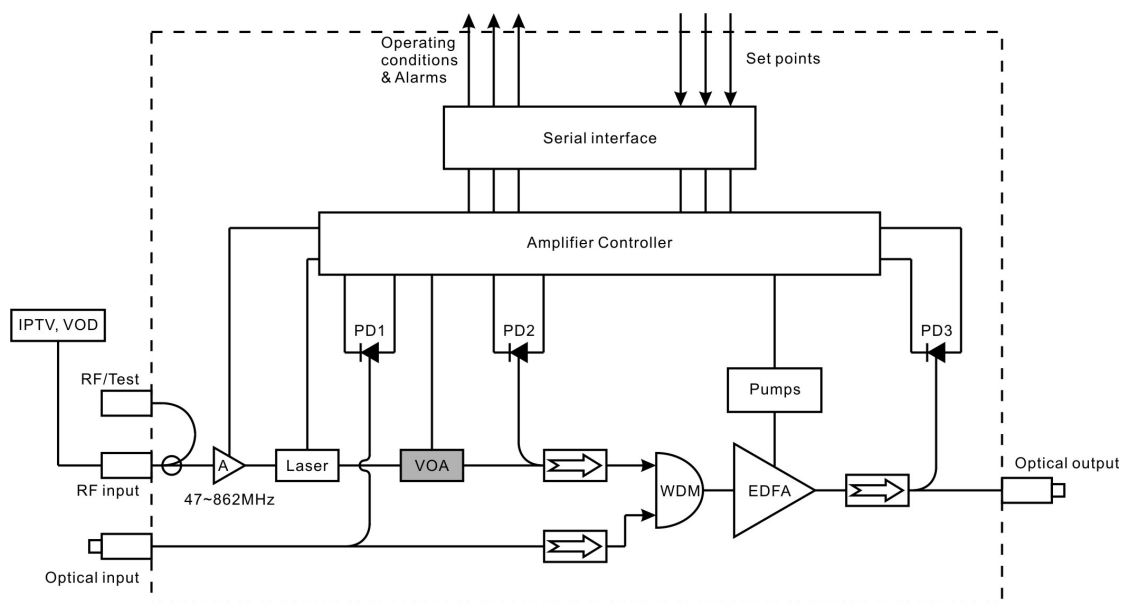 Operating
conditions
& Alarms
Set points
Serial interface
Amplifier Controller
IPTV, VOD
PD1
PD2
PD3
RF/Test
Pumps
A
Laser
VOA
WDM
EDFA
Optical output
RF input
47~862MHz
Optical input